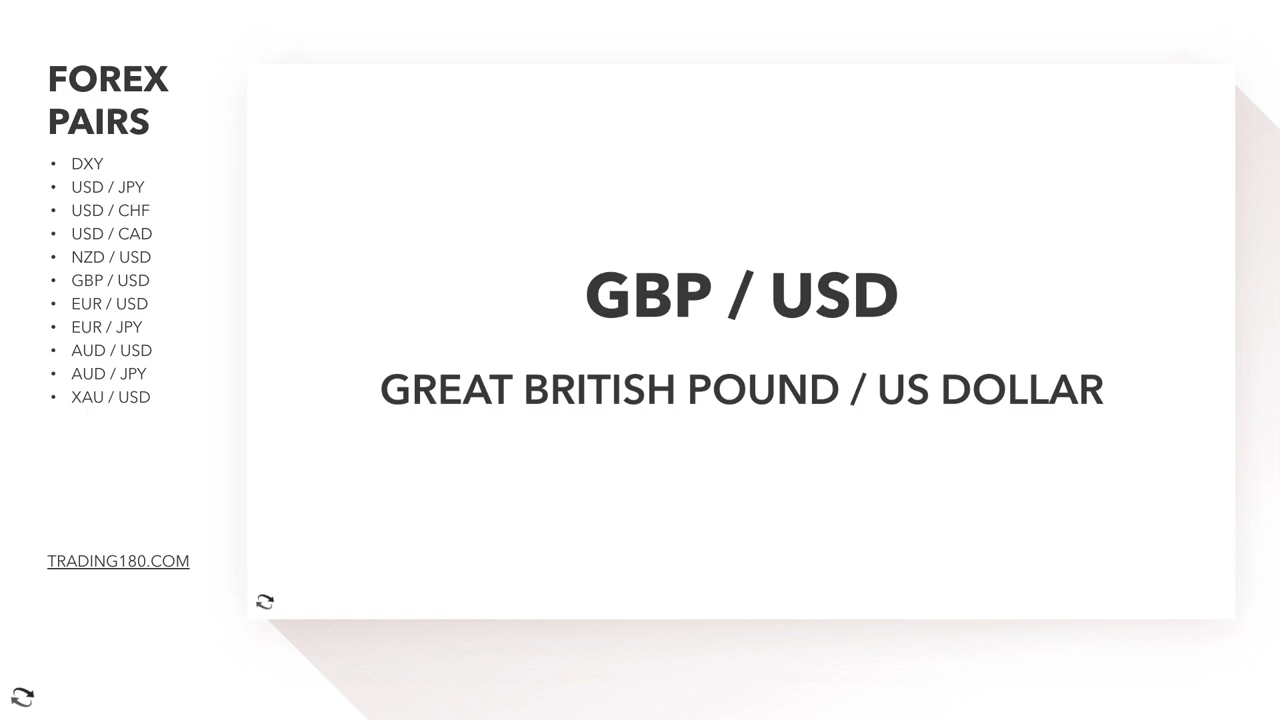 FOREX
PAIRS
• DXY
• USD / JPY
• USD / CHF
• USD / CAD
• NZD / USD
• GBP / USD
• EUR / USD
• EUR / JPY
• AUD / USD
• AUD / JPY
• XAU / USD
TRADING180.COM
GBP / USD
GREAT BRITISH POUND / US DOLLAR